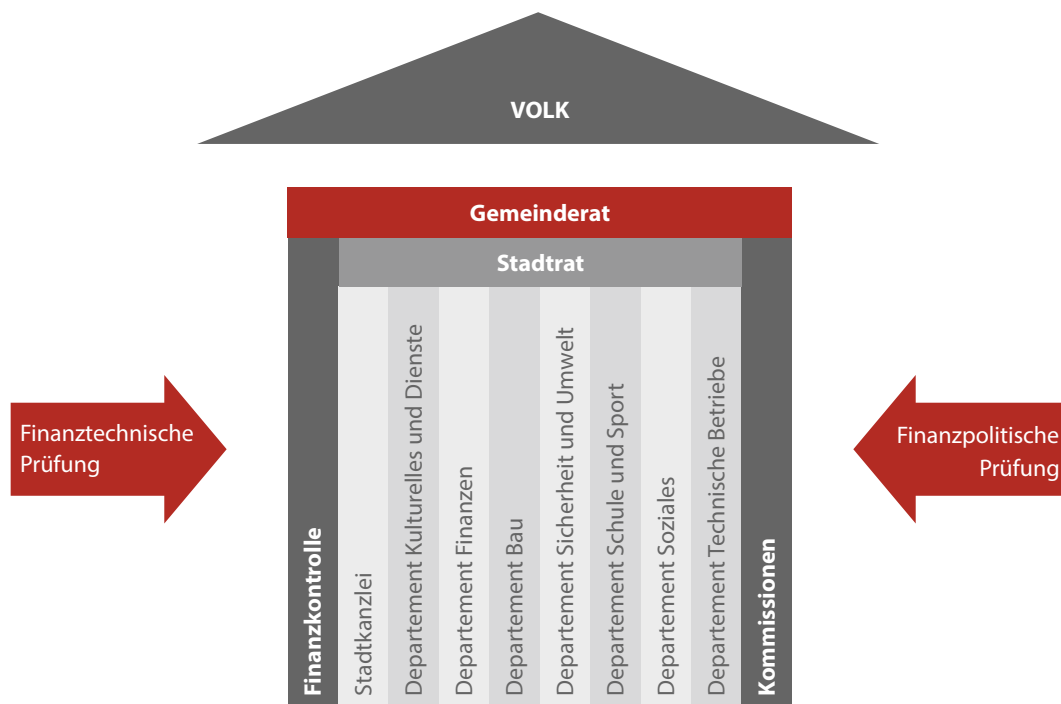 VOLK
Gemeinderat
Stadtrat
Finanztechnische
Prüfung
Finanzkontrolle
Stadtkanzlei
Departement Kulturelles und Dienste
Departement Finanzen
Departement Bau
Departement Sicherheit und Umwelt
Departement Schule und Sport
Departement Soziales
Departement Technische Betriebe
Kommissionen
Finanzpolitische
Prüfung